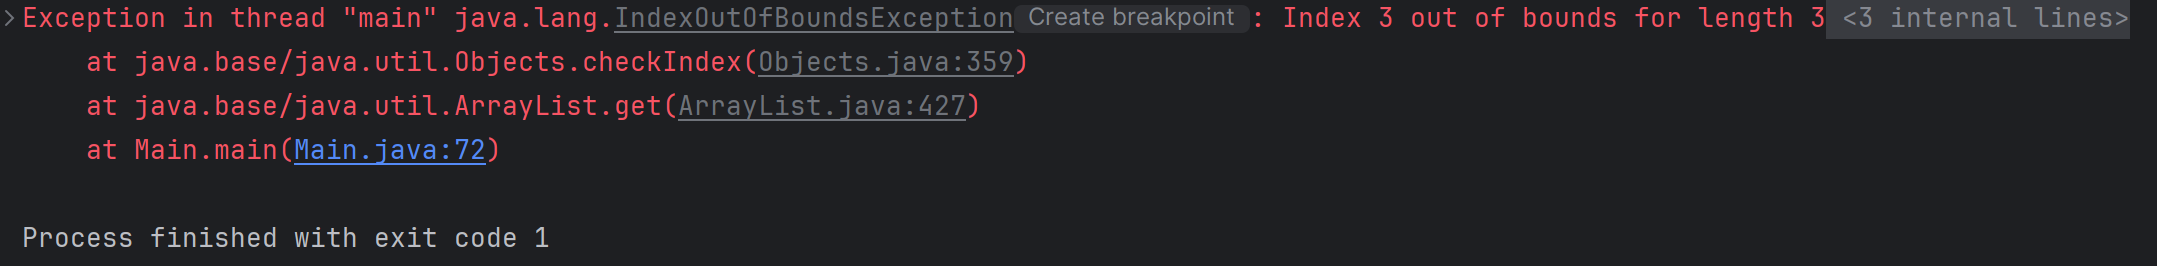 Exception in thread "main" java.lang.IndexOutOfBoundsException Create breakpoint : Index 3 out of bounds for length 3 <3 internal lines>
at java.base/java.util.Objects.checkIndex(Objects.java:359)
at java.base/java.util.ArrayList.get(ArrayList.java:427)
at Main.main(Main.java:72)
Process finished with exit code 1